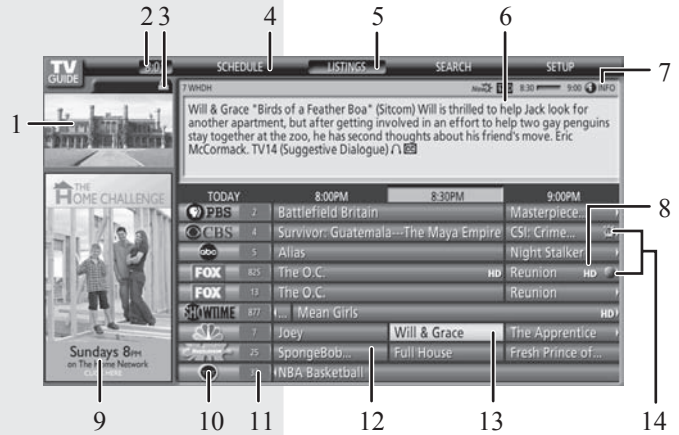 2 3 4 5 6
TV GUIDE SCHEDULE LISTINGS SEARCH SETUP
7
7 WHDH New 8:30 9:00 INFO
Will & Grace "Birds of a Feather Boa" (Sitcom) Will is thrilled to help Jack look for
another apartment, but after getting involved in an effort to help two gay penguins
stay together at the zoo, he has second thoughts about his friend's move. Eric
McCormack. TV14 (Suggestive Dialogue)
1
THE HOME CHALLENGE
TODAY 8:00PM 8:30PM 9:00PM
PBS 2 Battlefield Britain Masterpiece...
8
CBS 4 Survivor: Guatemala---The Maya Empire CSI: Crime...
abc 5 Alias Night Stalker
FOX 825 The O.C. HD Reunion HD
FOX 13 The O.C. Reunion
SHOWTIME 877 ... Mean Girls HD
7 Joey Will & Grace The Apprentice
25 SpongeBob... Full House Fresh Prince of...
NBA Basketball
Sundays 8PM
on The Home Network
CLICK HERE
9 10 11 12 13 14